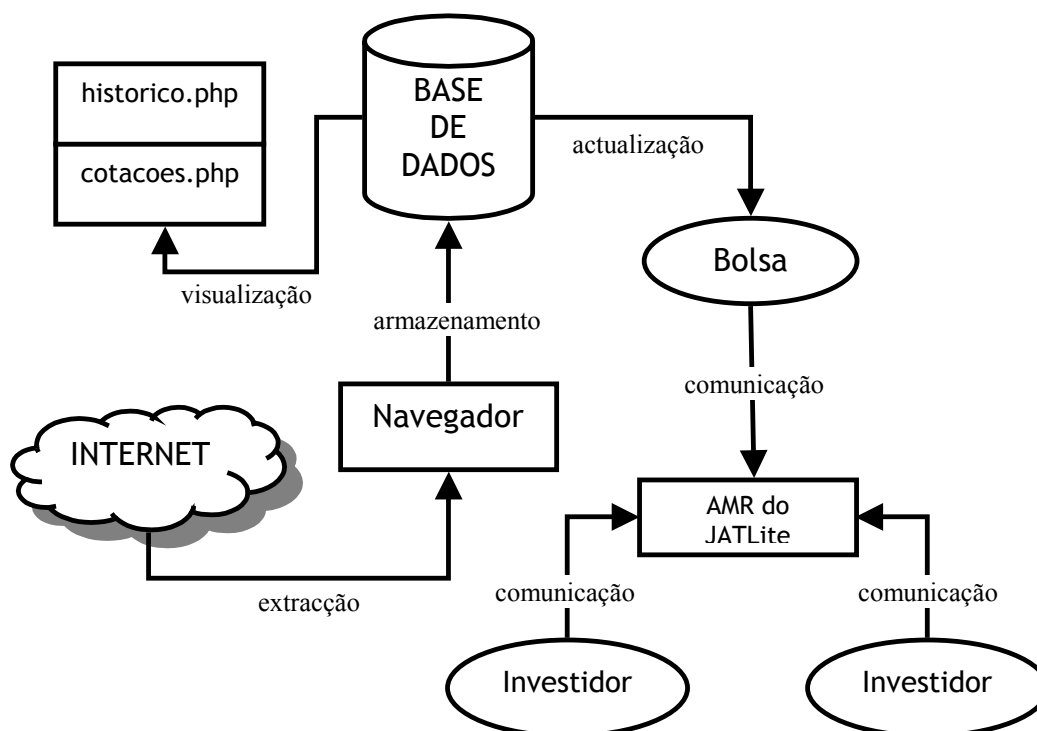 historico.php
cotacoes.php
BASE
DE
DADOS
actualização
Bolsa
visualização
armazenamento
comunicação
Navegador
INTERNET
AMR do
JATLite
extracção
comunicação
comunicação
Investidor
Investidor